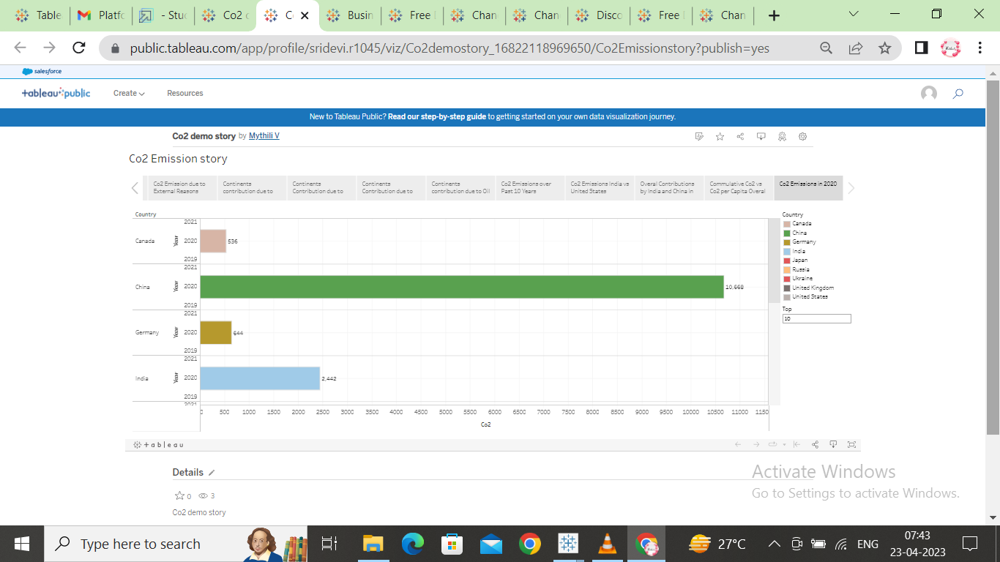 Table
Platfo
- Stuc
Co2 c
C
Busin
Free
Chan
Chan
Disco
Free
Chan
public.tableau.com/app/profile/sridevi.r1045/viz/Co2demostory_16822118969650/Co2Emissionstory?publish=yes
salesforce
+ableau public
Create
Resources
New to Tableau Public? Read our step-by-step guide to getting started on your own data visualization journey.
Co2 demo story by Mythili V
Co2 Emission story
Co2 Emission due to
External Reasons
Continents
contribution due to
Continents
Contribution due to
Continents
Contribution due to
Continents
contribution due to Oil
Co2 Emissions over
Past 10 Years
Co2 Emissions India vs
United States
Overal Contributions
by India and China in
Commulative Co2 vs
Co2 per Capita Overal
Co2 Emissions in 2020
Country
Canada
Year
2021
2020
2019
536
China
Year
2021
2020
2019
10,668
Germany
Year
2021
2020
2019
644
India
Year
2021
2020
2019
2,442
2021
0 500 1000 1500 2000 2500 3000 3500 4000 4500 5000 5500 6000 6500 7000 7500 8000 8500 9000 9500 10000 10500 11000 1150
Co2
Country
Canada
China
Germany
India
Japan
Russia
Ukraine
United Kingdom
United States
Top
10
+ a b | e a u
Details
0 3
Co2 demo story
Activate Windows
Go to Settings to activate Windows.
Type here to search
27°C
ENG
07:43
23-04-2023